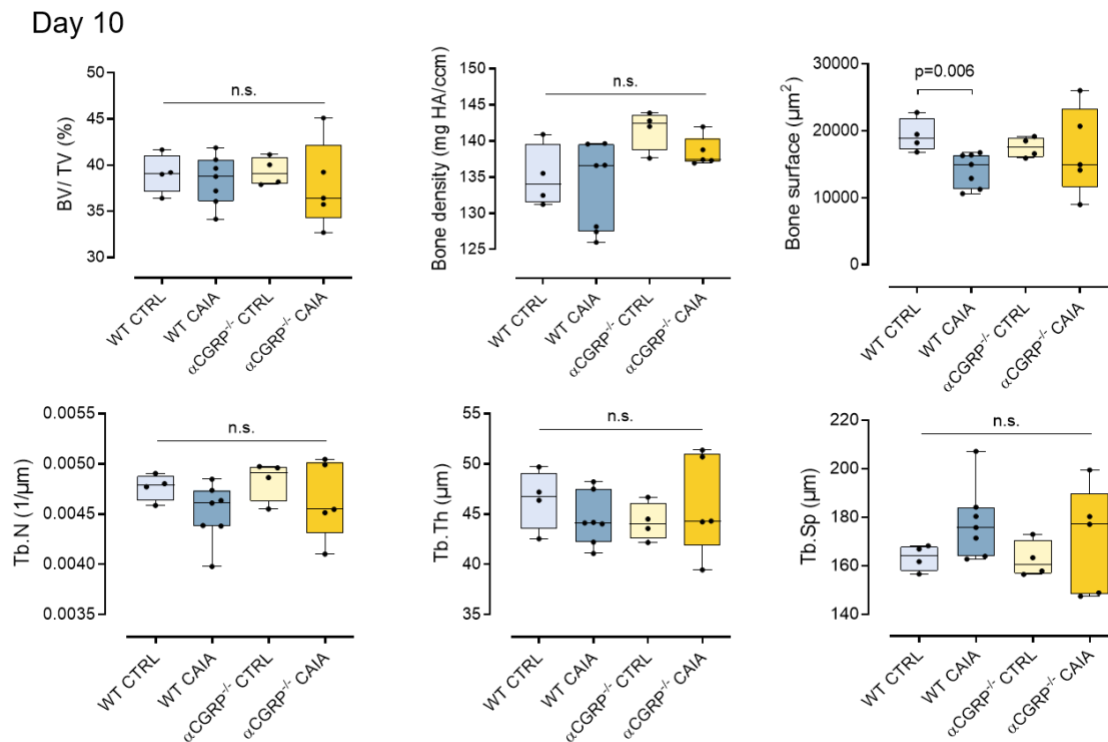 Day 10
BV/ TV (%)
50
45
40
35
30
n.s.
WT CTRL
WT CAIA
αCGRP⁻/⁻ CTRL
αCGRP⁻/⁻ CAIA
Bone density (mg HA/ccm)
150
145
140
135
130
125
n.s.
WT CTRL
WT CAIA
αCGRP⁻/⁻ CTRL
αCGRP⁻/⁻ CAIA
Bone surface (µm²)
30000
20000
10000
0
p=0.006
WT CTRL
WT CAIA
αCGRP⁻/⁻ CTRL
αCGRP⁻/⁻ CAIA
Tb.N (1/µm)
0.0055
0.0050
0.0045
0.0040
0.0035
n.s.
WT CTRL
WT CAIA
αCGRP⁻/⁻ CTRL
αCGRP⁻/⁻ CAIA
Tb.Th (µm)
55
50
45
40
35
n.s.
WT CTRL
WT CAIA
αCGRP⁻/⁻ CTRL
αCGRP⁻/⁻ CAIA
Tb.Sp (µm)
220
200
180
160
140
n.s.
WT CTRL
WT CAIA
αCGRP⁻/⁻ CTRL
αCGRP⁻/⁻ CAIA